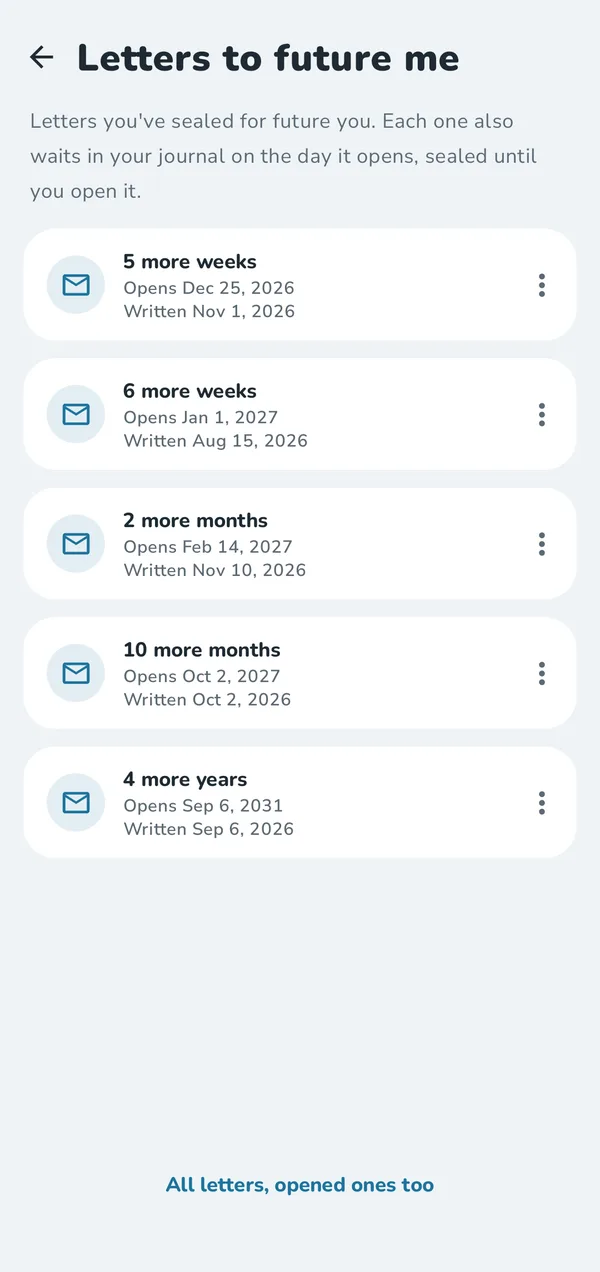 Letters to future me
Letters you've sealed for future you. Each one also
waits in your journal on the day it opens, sealed until
you open it.
5 more weeks
Opens Dec 25, 2026
Written Nov 1, 2026
6 more weeks
Opens Jan 1, 2027
Written Aug 15, 2026
2 more months
Opens Feb 14, 2027
Written Nov 10, 2026
10 more months
Opens Oct 2, 2027
Written Oct 2, 2026
4 more years
Opens Sep 6, 2031
Written Sep 6, 2026
All letters, opened ones too